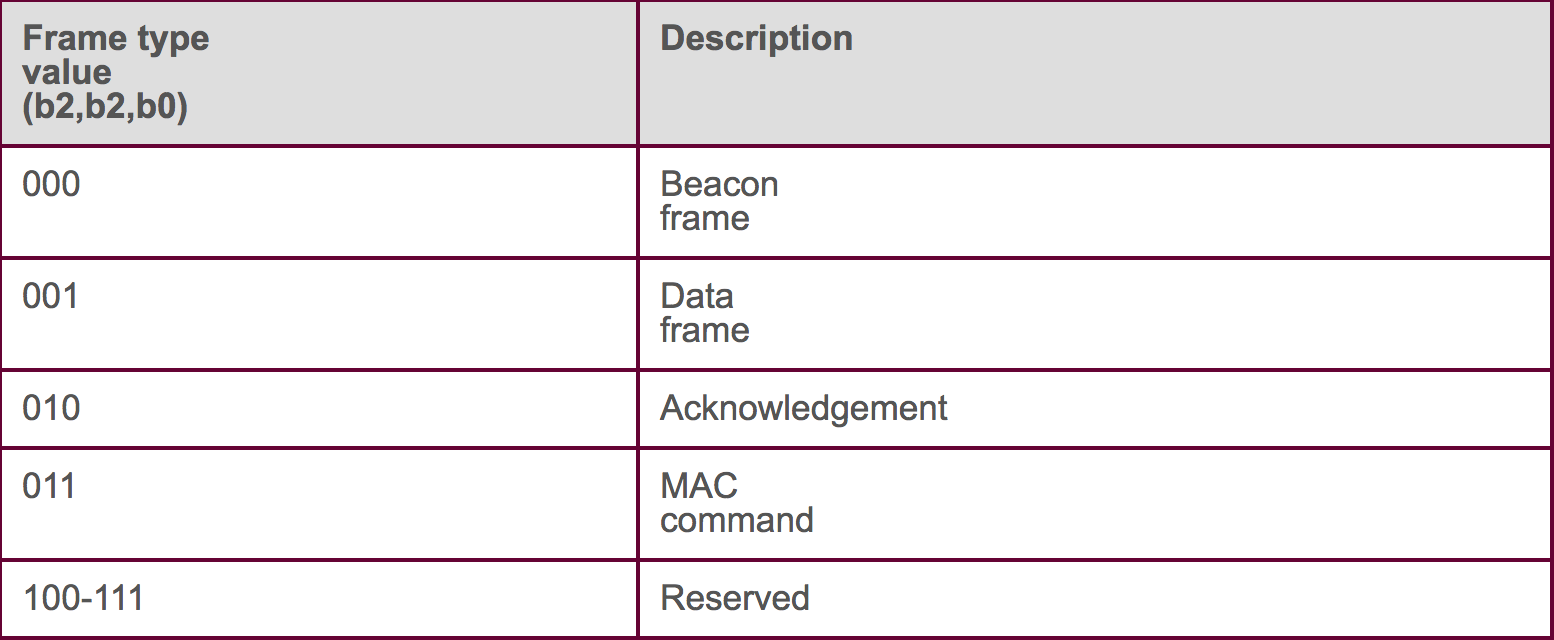 Frame type
value
(b2,b2,b0)
Description
000
Beacon
frame
001
Data
frame
010
Acknowledgement
011
MAC
command
100-111
Reserved